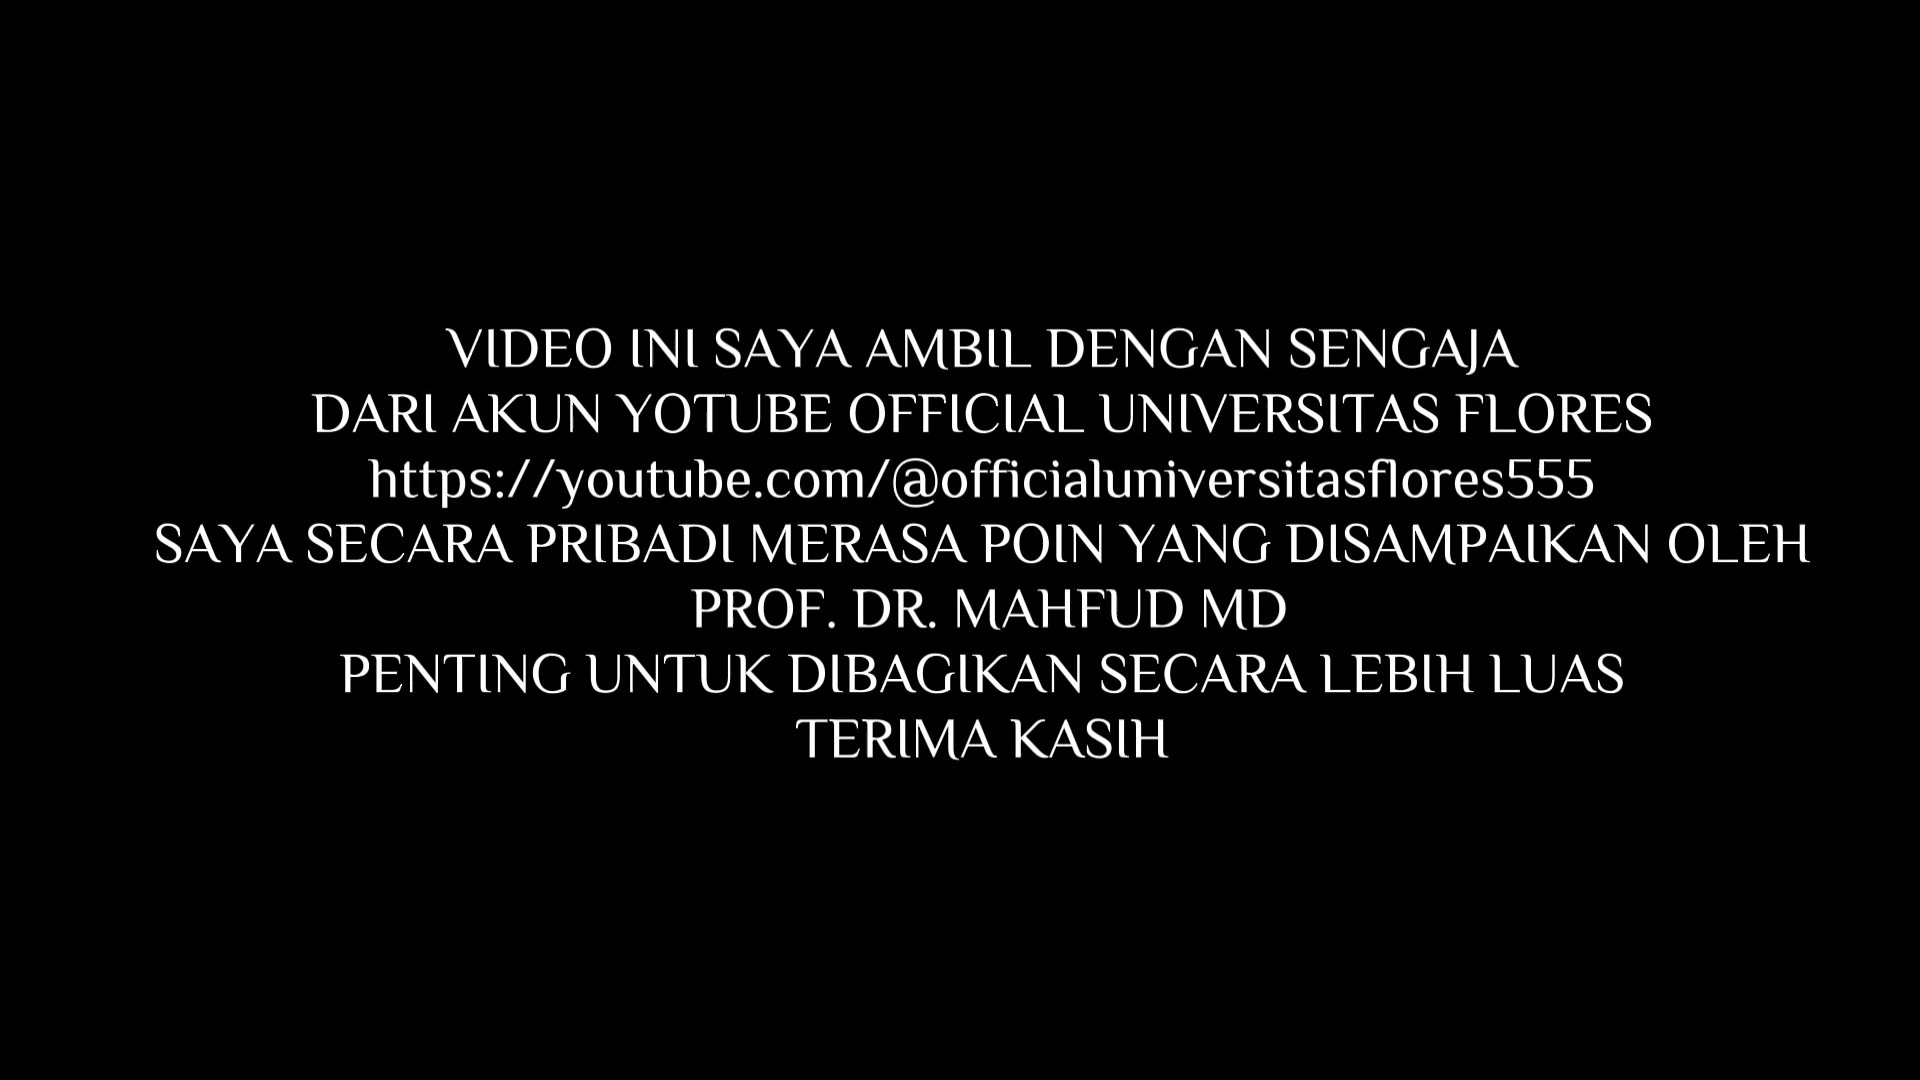 VIDEO INI SAYA AMBIL DENGAN SENGAJA
DARI AKUN YOTUBE OFFICIAL UNIVERSITAS FLORES
https://youtube.com/@officialuniversitasflores555
SAYA SECARA PRIBADI MERASA POIN YANG DISAMPAIKAN OLEH
PROF. DR. MAHFUD MD
PENTING UNTUK DIBAGIKAN SECARA LEBIH LUAS
TERIMA KASIH